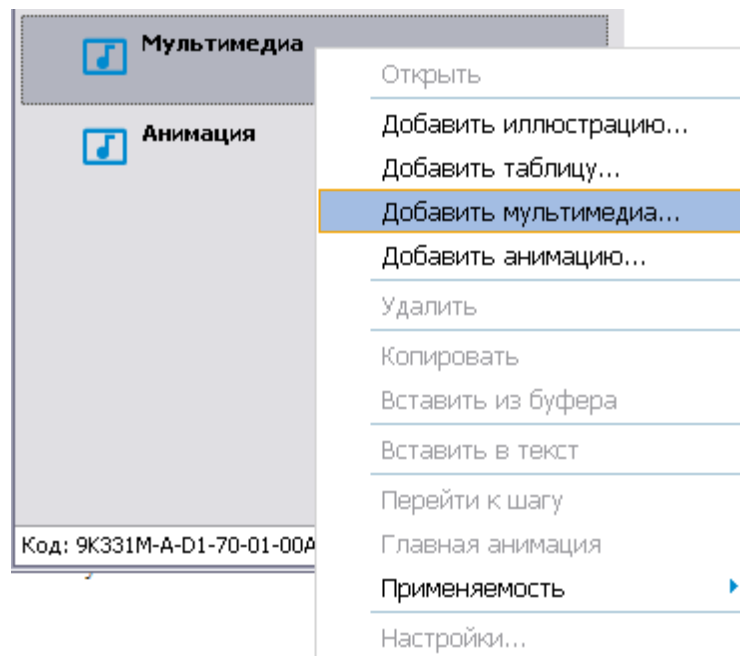 Мультимедиа
Анимация
Открыть
Добавить иллюстрацию...
Добавить таблицу...
Добавить мультимедиа...
Добавить анимацию...
Удалить
Копировать
Вставить из буфера
Вставить в текст
Перейти к шагу
Главная анимация
Применяемость
Настройки...
Код: 9К331М-А-D1-70-01-00А